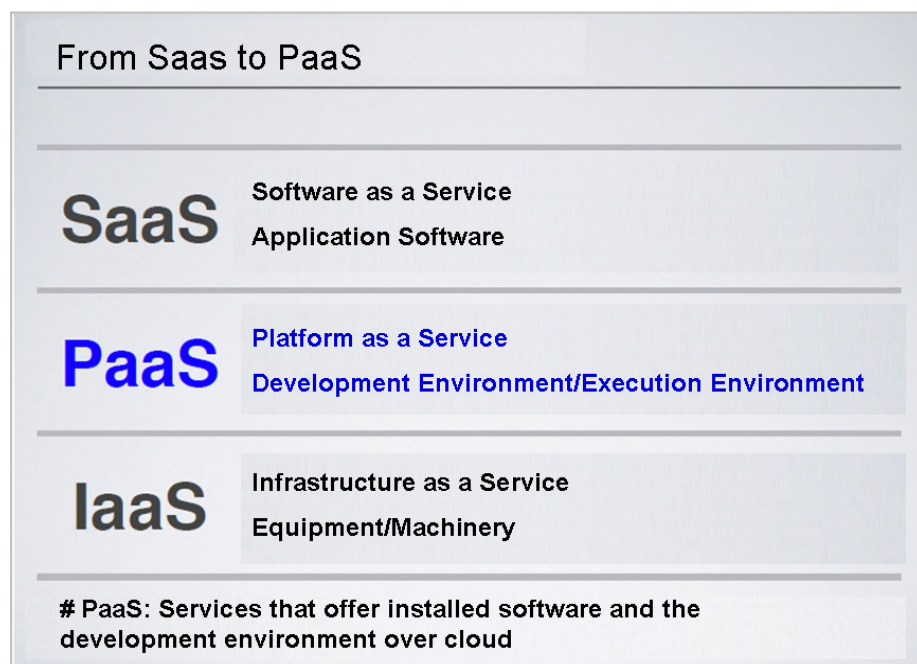 From Saas to PaaS
SaaS
Software as a Service
Application Software
PaaS
Platform as a Service
Development Environment/Execution Environment
IaaS
Infrastructure as a Service
Equipment/Machinery
# PaaS: Services that offer installed software and the
development environment over cloud